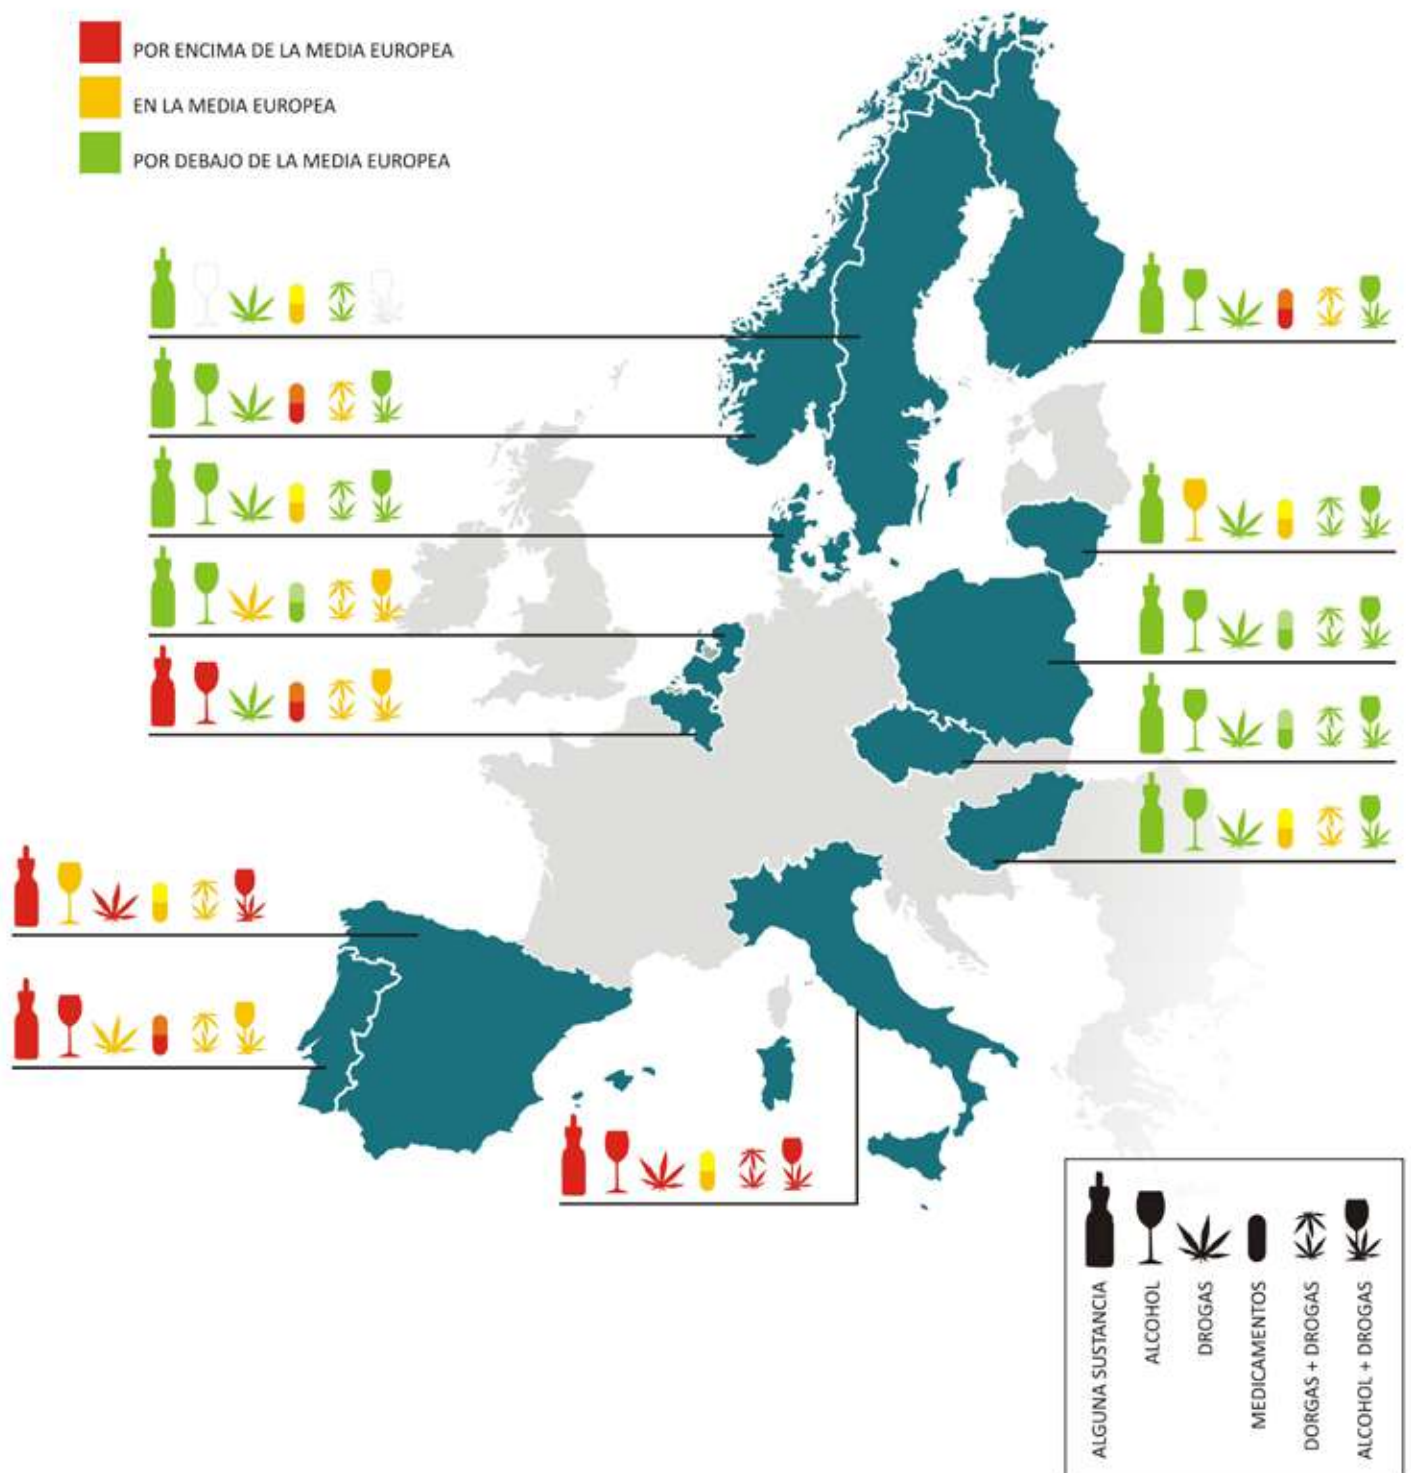 POR ENCIMA DE LA MEDIA EUROPEA
EN LA MEDIA EUROPEA
POR DEBAJO DE LA MEDIA EUROPEA
ALGUNA SUSTANCIA
ALCOHOL
DROGAS
MEDICAMENTOS
DORGAS + DROGAS
ALCOHOL + DROGAS